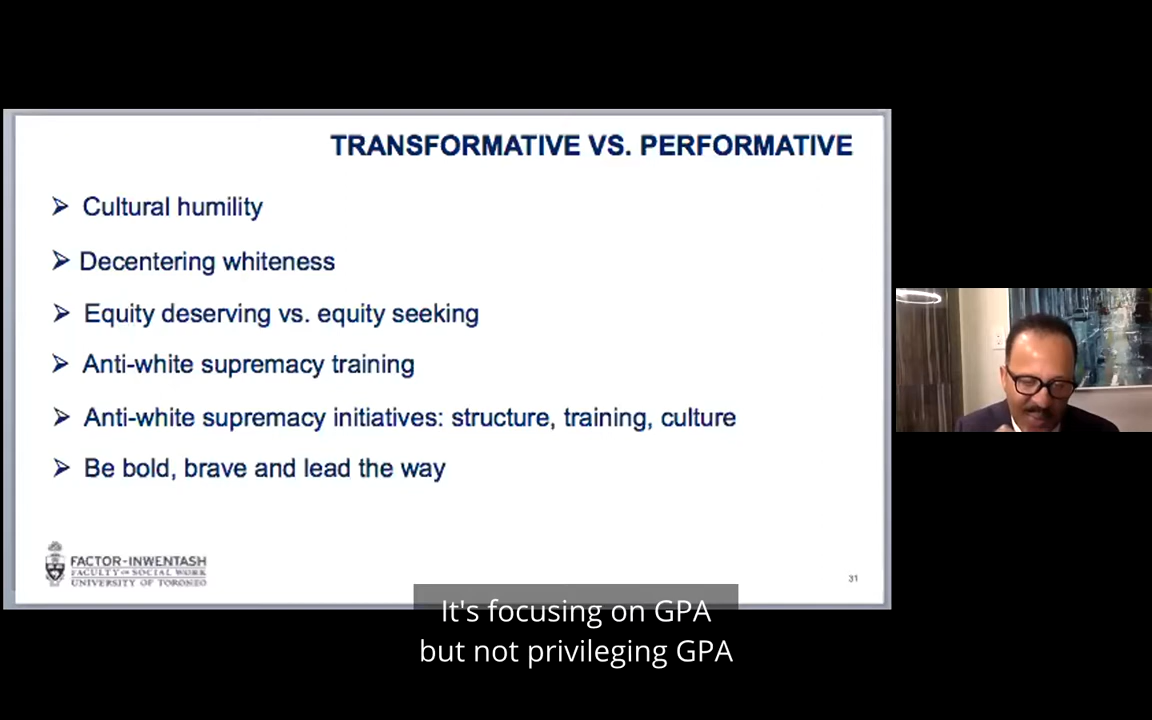 TRANSFORMATIVE VS. PERFORMATIVE
➢ Cultural humility
➢ Decentering whiteness
➢ Equity deserving vs. equity seeking
➢ Anti-white supremacy training
➢ Anti-white supremacy initiatives: structure, training, culture
➢ Be bold, brave and lead the way
FACTOR-INWENTASH
FACULTY OF SOCIAL WORK
UNIVERSITY OF TORONTO
31
It's focusing on GPA
but not privileging GPA